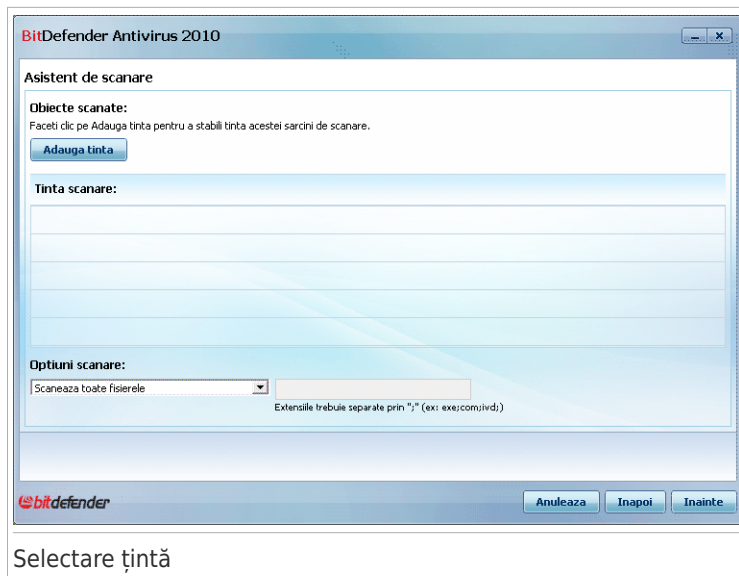 BitDefender Antivirus 2010
Asistent de scanare
Obiecte scanate:
Faceti clic pe Adauga tinta pentru a stabili tinta acestei sarcini de scanare.
Adauga tinta
Tinta scanare:
Optiuni scanare:
Scaneaza toate fisierele
Extensiile trebuie separate prin ";" (ex: exe;com;ivd;)
bitdefender
Anuleaza Inapoi Inainte
Selectare țintă